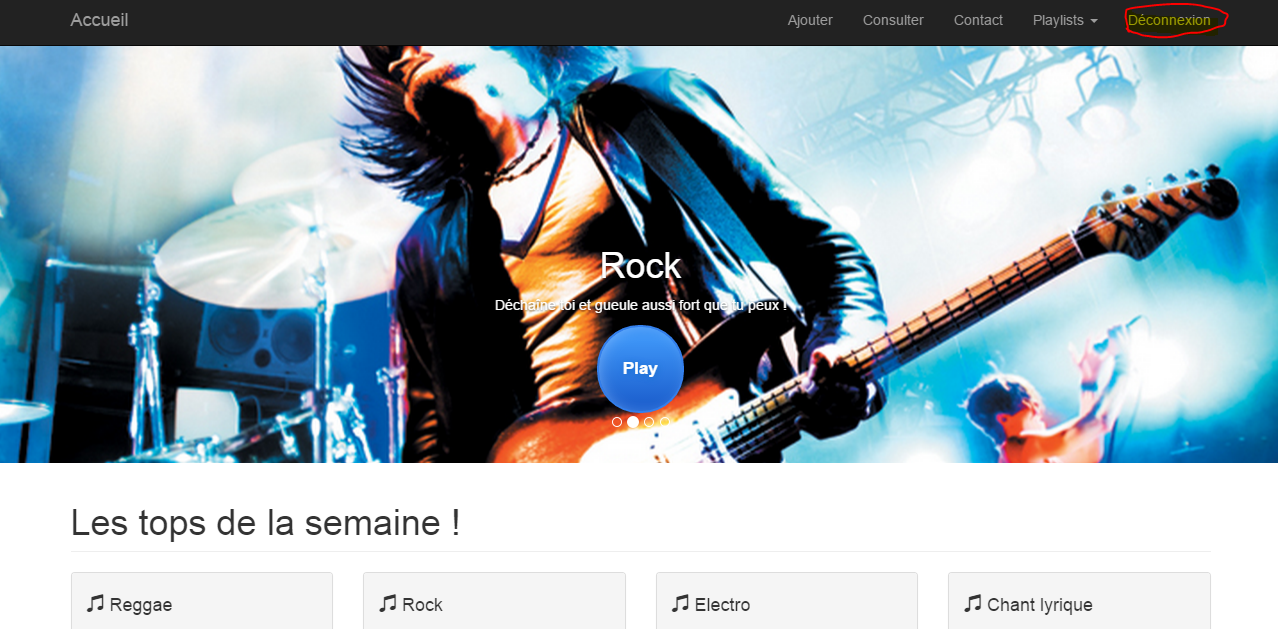 Accueil Ajouter Consulter Contact Playlists Déconnexion
Rock
Déchaine toi et gueule aussi fort que tu peux !
Play
Les tops de la semaine !
Reggae Rock Electro Chant lyrique